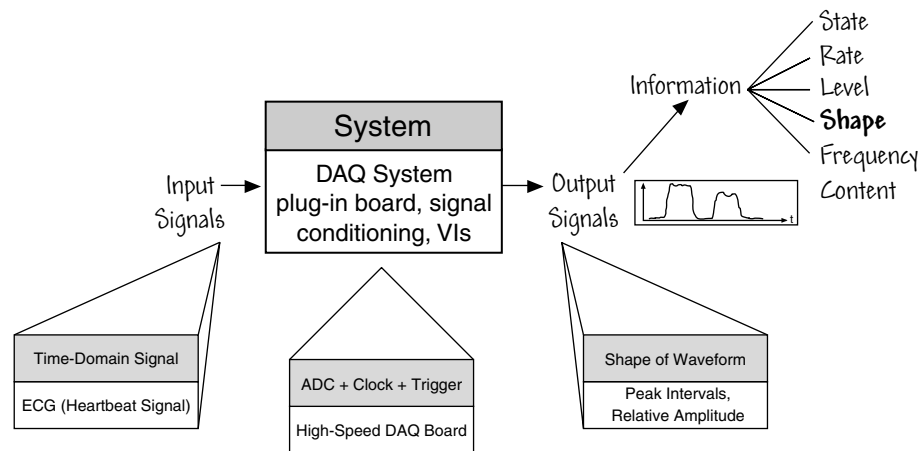 State
Rate
Information
Level
Shape
Frequency
Content
System
DAQ System
plug-in board, signal
conditioning, VIs
Input
Signals
Output
Signals
t
Time-Domain Signal
ECG (Heartbeat Signal)
ADC + Clock + Trigger
High-Speed DAQ Board
Shape of Waveform
Peak Intervals,
Relative Amplitude